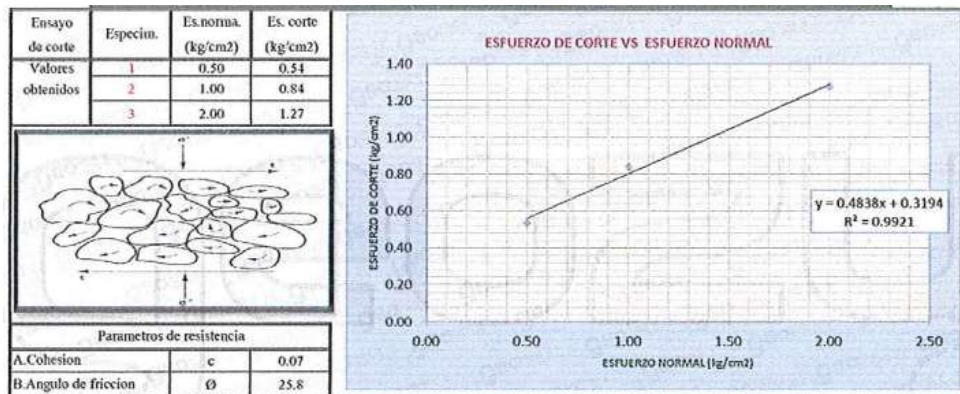 Ensayo de corte | Especim. | Es.norma. (kg/cm2) | Es. corte (kg/cm2)
Valores obtenidos | 1 | 0.50 | 0.54
2 | 1.00 | 0.84
3 | 2.00 | 1.27
Parametros de resistencia
A.Cohesion | c | 0.07
B.Angulo de friccion | Ø | 25.8
ESFUERZO DE CORTE VS ESFUERZO NORMAL
ESFUERZO DE CORTE (kg/cm2)
1.40
1.20
1.00
0.80
0.60
0.40
0.20
0.00
y = 0.4838x + 0.3194
R² = 0.9921
0.00 0.50 1.00 1.50 2.00 2.50
ESFUERZO NORMAL (kg/cm2)